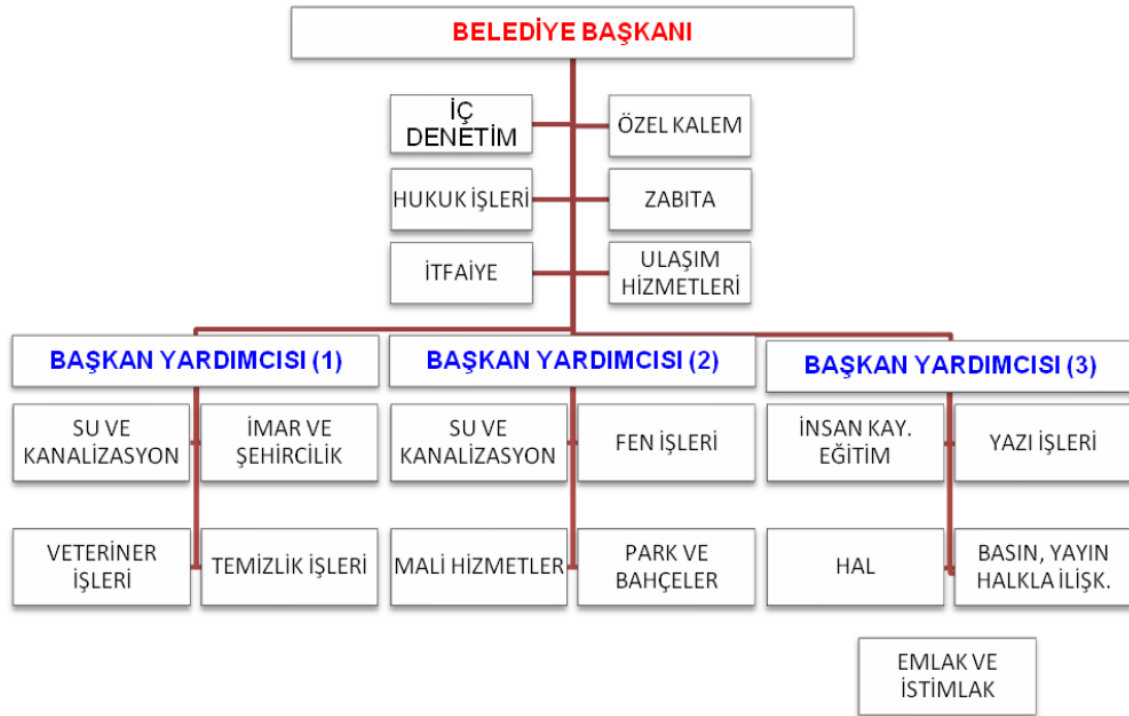 BELEDİYE BAŞKANI
İÇ
DENETİM
ÖZEL KALEM
HUKUK İŞLERİ
ZABITA
İTFAİYE
ULAŞIM
HİZMETLERİ
BAŞKAN YARDIMCISI (1)
BAŞKAN YARDIMCISI (2)
BAŞKAN YARDIMCISI (3)
SU VE
KANALİZASYON
İMAR VE
ŞEHİRCİLİK
SU VE
KANALİZASYON
FEN İŞLERİ
İNSAN KAY.
EĞİTİM
YAZI İŞLERİ
VETERİNER
İŞLERİ
TEMİZLİK İŞLERİ
MALİ HİZMETLER
PARK VE
BAHÇELER
HAL
BASIN, YAYIN
HALKLA İLİŞK.
EMLAK VE
İSTİMLAK